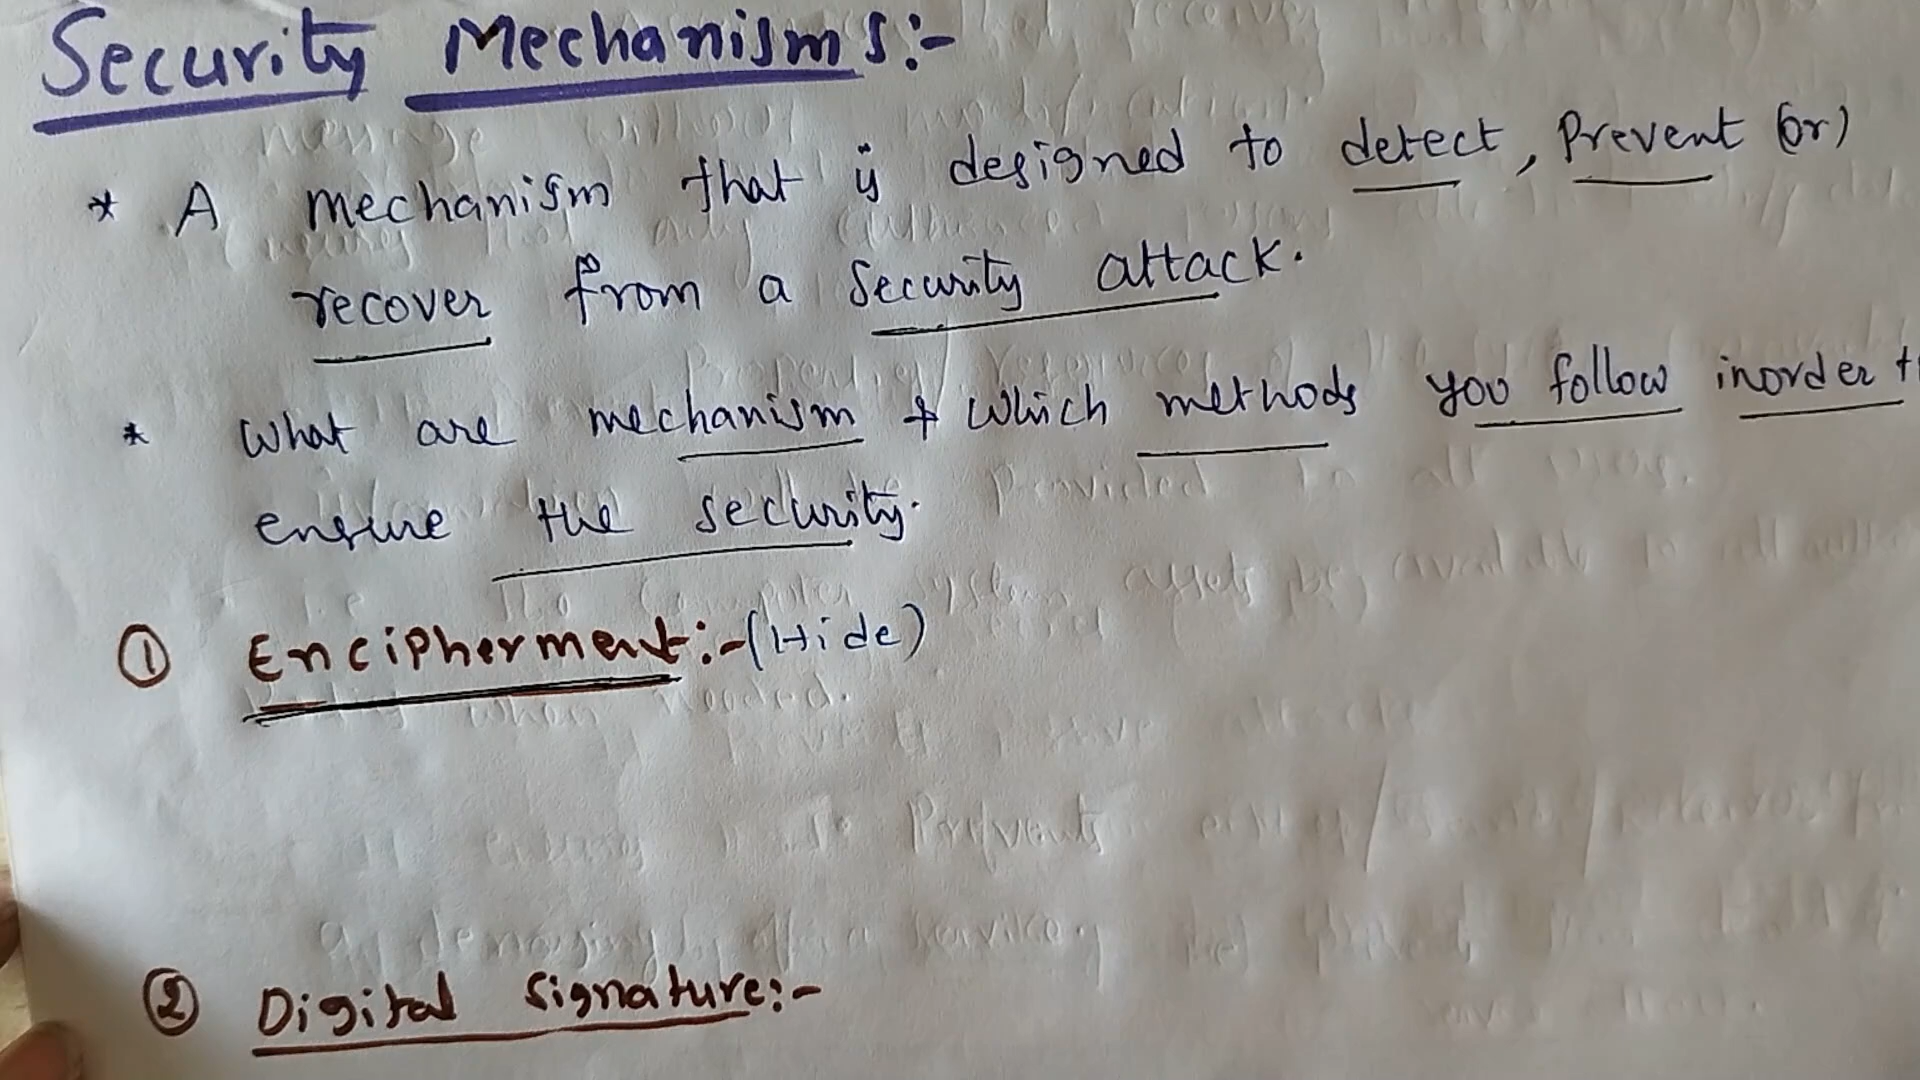 Security Mechanisms:-
* A mechanism that is designed to detect, Prevent (or)
recover from a Security attack.
* What are mechanism & which methods you follow inorder
ensure the security.
① Encipherment:-(Hide)
② Digital Signature:-